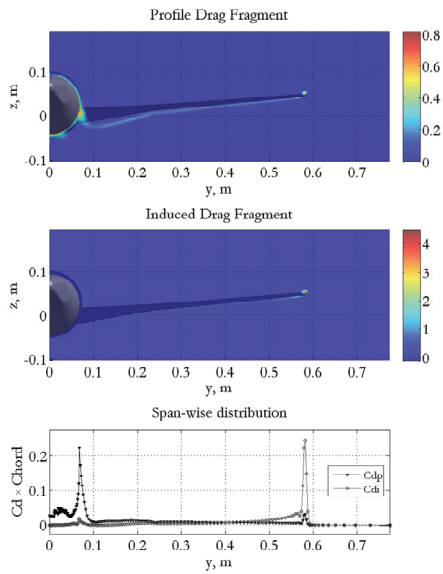 Profile Drag Fragment
0.8
0.6
0.4
0.2
0
z, m
0.1
0
-0.1
0 0.1 0.2 0.3 0.4 0.5 0.6 0.7
y, m
Induced Drag Fragment
4
3
2
1
0
z, m
0.1
0
-0.1
0 0.1 0.2 0.3 0.4 0.5 0.6 0.7
y, m
Span-wise distribution
Cd × Chord
0.2
0.1
0
Cdp
Cdi
0 0.1 0.2 0.3 0.4 0.5 0.6 0.7
y, m